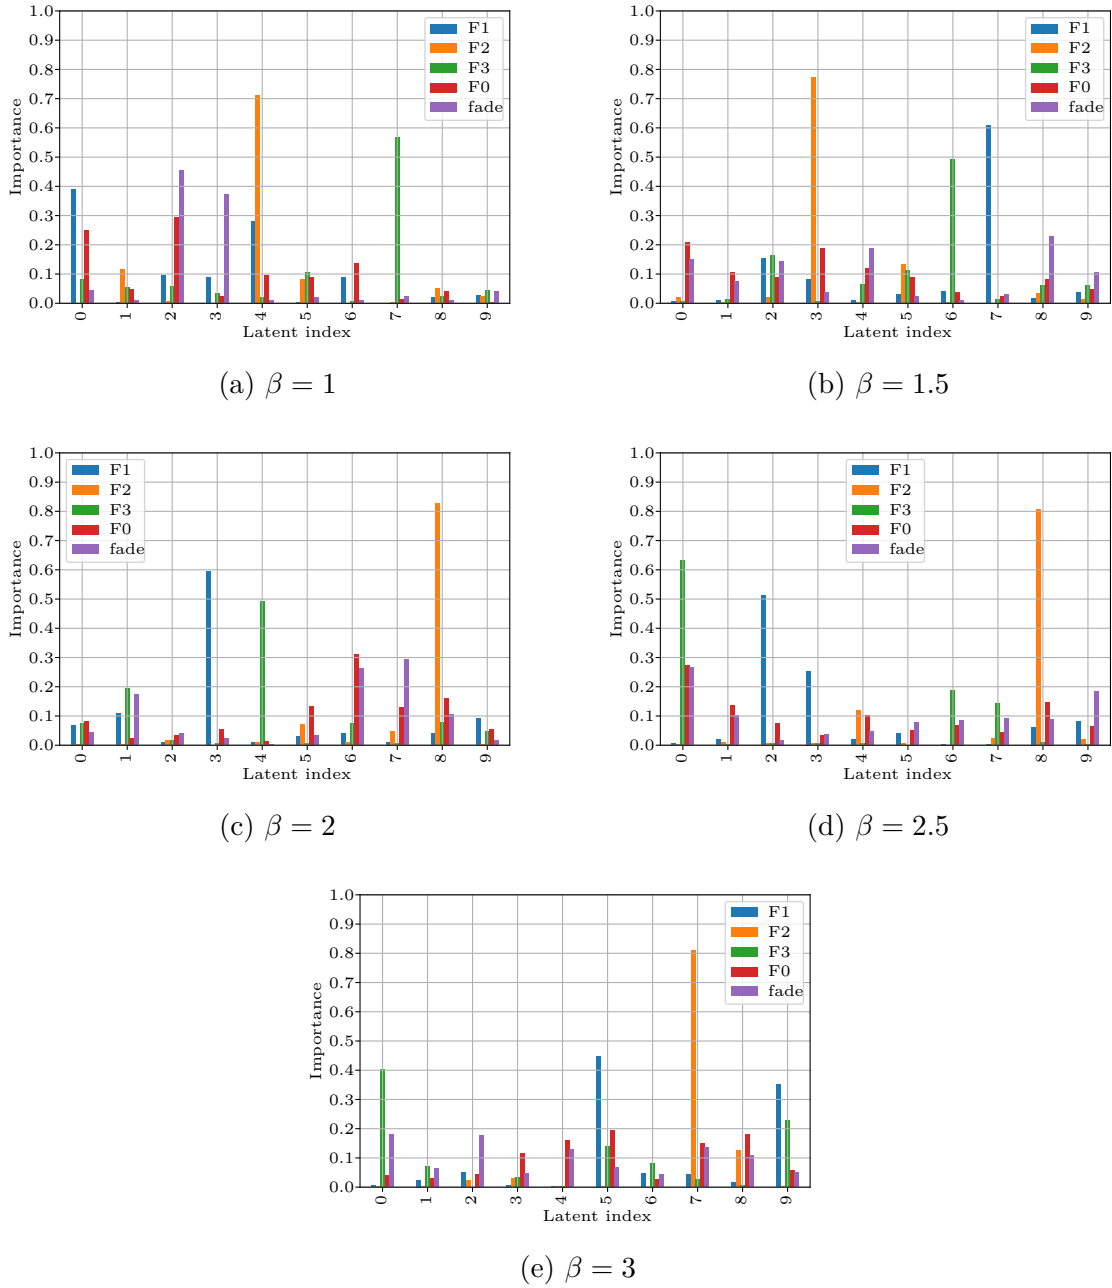 1.0
0.9
0.8
0.7
0.6
0.5
0.4
0.3
0.2
0.1
0.0
Importance
F1
F2
F3
F0
fade
0 1 2 3 4 5 6 7 8 9
Latent index
(a) β = 1
1.0
0.9
0.8
0.7
0.6
0.5
0.4
0.3
0.2
0.1
0.0
Importance
F1
F2
F3
F0
fade
0 1 2 3 4 5 6 7 8 9
Latent index
(b) β = 1.5
1.0
0.9
0.8
0.7
0.6
0.5
0.4
0.3
0.2
0.1
0.0
Importance
F1
F2
F3
F0
fade
0 1 2 3 4 5 6 7 8 9
Latent index
(c) β = 2
1.0
0.9
0.8
0.7
0.6
0.5
0.4
0.3
0.2
0.1
0.0
Importance
F1
F2
F3
F0
fade
0 1 2 3 4 5 6 7 8 9
Latent index
(d) β = 2.5
1.0
0.9
0.8
0.7
0.6
0.5
0.4
0.3
0.2
0.1
0.0
Importance
F1
F2
F3
F0
fade
0 1 2 3 4 5 6 7 8 9
Latent index
(e) β = 3